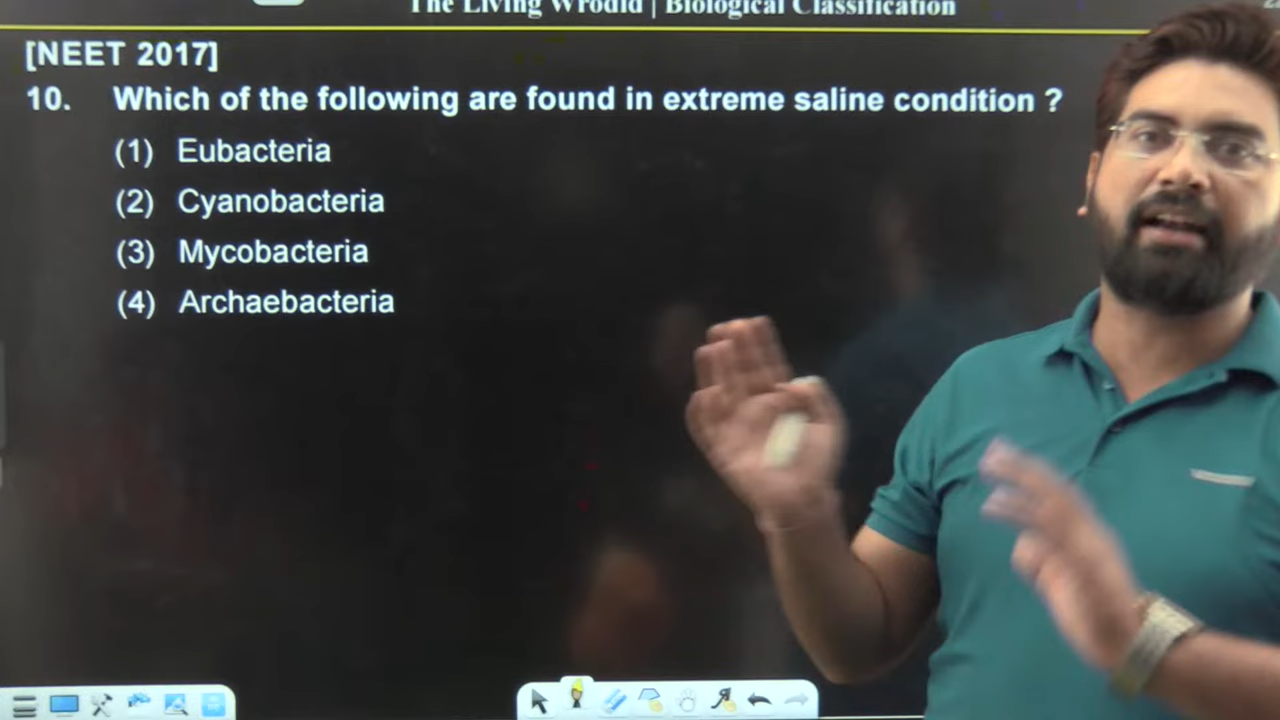 The Living Wrodld | Biological Classification
[NEET 2017]
10. Which of the following are found in extreme saline condition ?
(1) Eubacteria
(2) Cyanobacteria
(3) Mycobacteria
(4) Archaebacteria